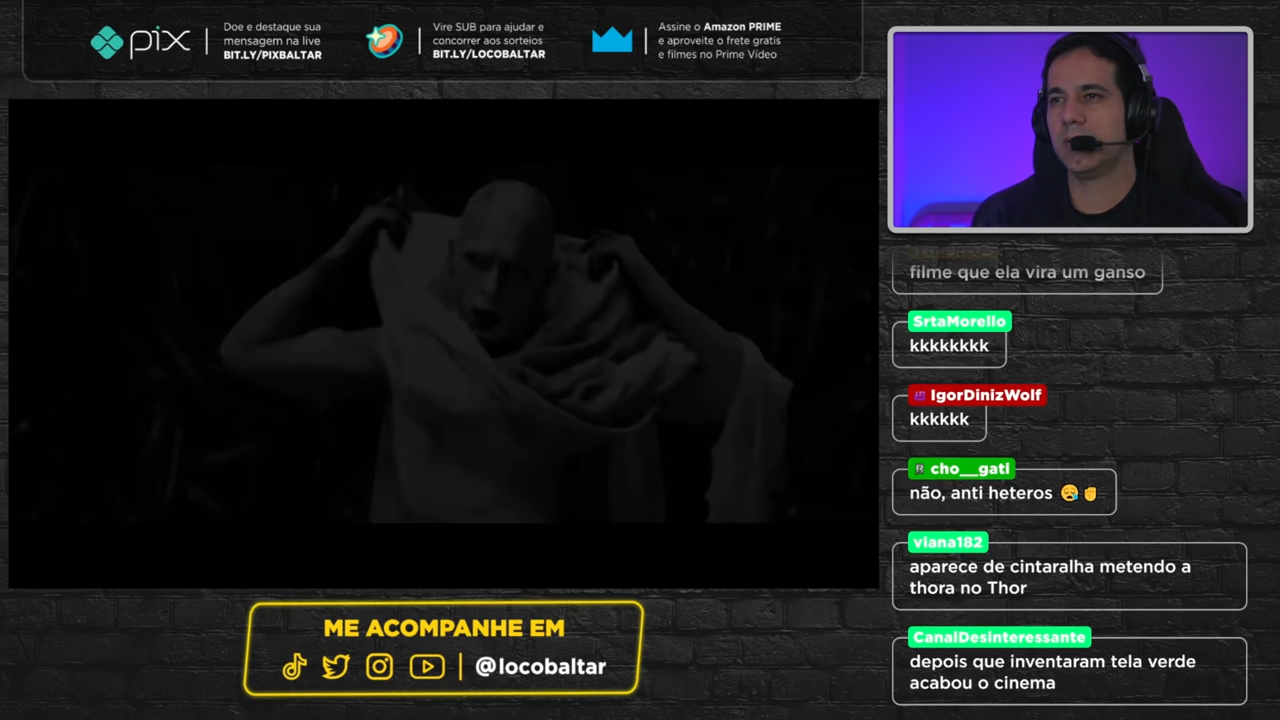 pix
Doe e destaque sua
mensagem na live
BIT.LY/PIXBALTAR
Vire SUB para ajudar e
concorrer aos sorteios
BIT.LY/LOCOBALTAR
Assine o Amazon PRIME
e aproveite o frete gratis
e filmes no Prime Vídeo
filme que ela vira um ganso
SrtaMorello
kkkkkkkk
IgorDinizWolf
kkkkkk
cho__gati
não, anti heteros 😪✊
viana182
aparece de cintaralha metendo a
thora no Thor
CanalDesinteressante
depois que inventaram tela verde
acabou o cinema
ME ACOMPANHE EM
@locobaltar